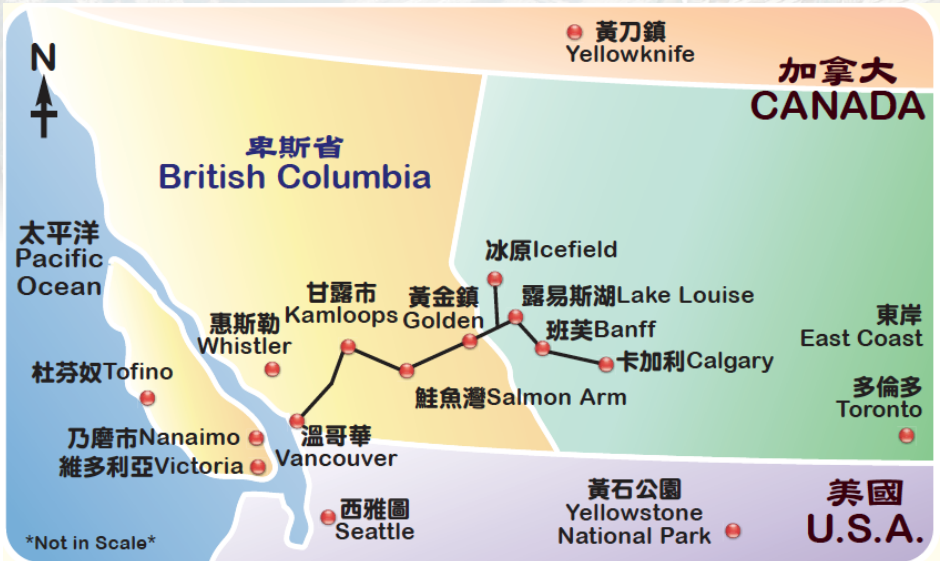 黃刀鎮
Yellowknife
加拿大
CANADA
N
卑斯省
British Columbia
太平洋
Pacific
Ocean
冰原Icefield
甘露市
Kamloops
黃金鎮
Golden
露易斯湖Lake Louise
惠斯勒
Whistler
班芙Banff
東岸
East Coast
卡加利Calgary
杜芬奴Tofino
鮭魚灣Salmon Arm
多倫多
Toronto
乃磨市Nanaimo
溫哥華
Vancouver
維多利亞Victoria
西雅圖
Seattle
黃石公園
Yellowstone
National Park
美國
U.S.A.
*Not in Scale*